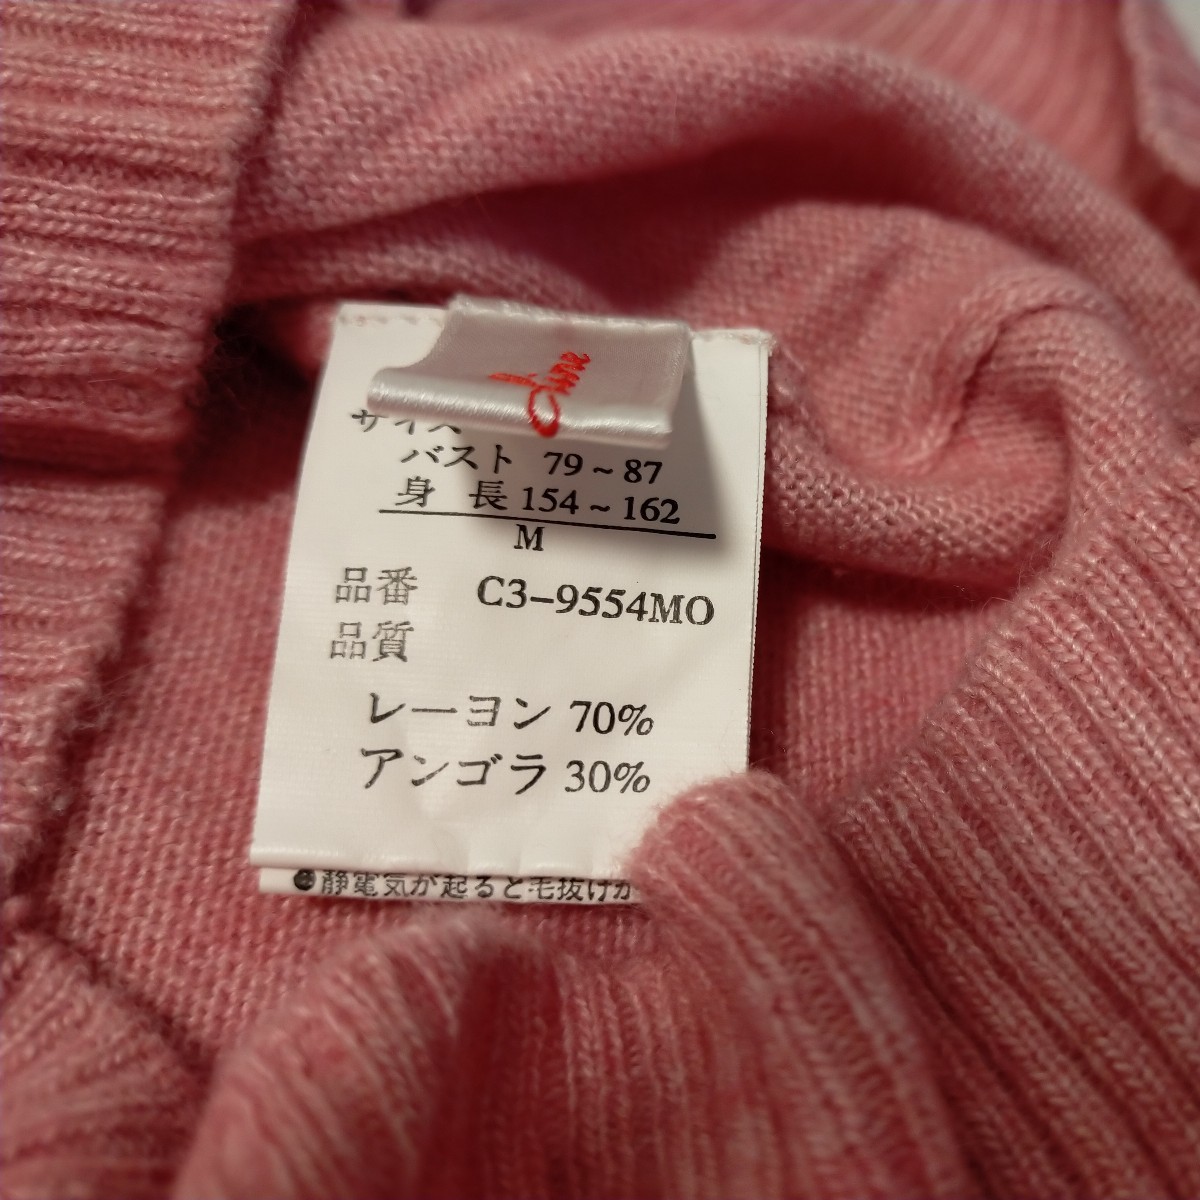 サイズ
バスト 79~87
身 長 154~162
M
品番 C3-9554MO
品質
レーヨン 70%
アンゴラ 30%
●静電気が起ると毛抜けが